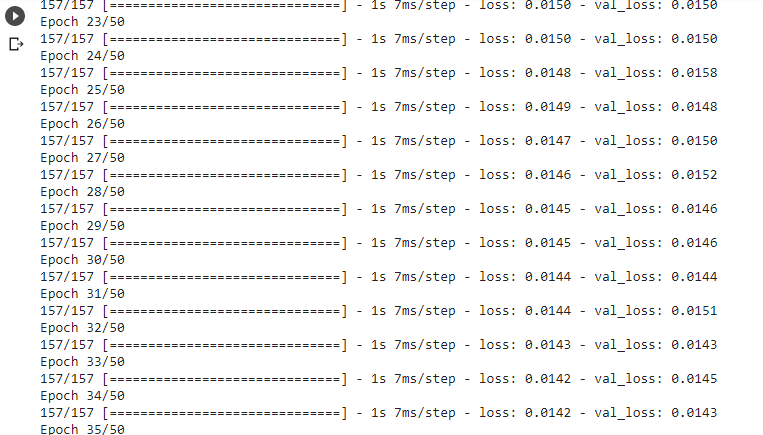 157/157 [==============================] - 1s 7ms/step - loss: 0.0150 - val_loss: 0.0150
Epoch 23/50
157/157 [==============================] - 1s 7ms/step - loss: 0.0150 - val_loss: 0.0150
Epoch 24/50
157/157 [==============================] - 1s 7ms/step - loss: 0.0148 - val_loss: 0.0158
Epoch 25/50
157/157 [==============================] - 1s 7ms/step - loss: 0.0149 - val_loss: 0.0148
Epoch 26/50
157/157 [==============================] - 1s 7ms/step - loss: 0.0147 - val_loss: 0.0150
Epoch 27/50
157/157 [==============================] - 1s 7ms/step - loss: 0.0146 - val_loss: 0.0152
Epoch 28/50
157/157 [==============================] - 1s 7ms/step - loss: 0.0145 - val_loss: 0.0146
Epoch 29/50
157/157 [==============================] - 1s 7ms/step - loss: 0.0145 - val_loss: 0.0146
Epoch 30/50
157/157 [==============================] - 1s 7ms/step - loss: 0.0144 - val_loss: 0.0144
Epoch 31/50
157/157 [==============================] - 1s 7ms/step - loss: 0.0144 - val_loss: 0.0151
Epoch 32/50
157/157 [==============================] - 1s 7ms/step - loss: 0.0143 - val_loss: 0.0143
Epoch 33/50
157/157 [==============================] - 1s 7ms/step - loss: 0.0142 - val_loss: 0.0145
Epoch 34/50
157/157 [==============================] - 1s 7ms/step - loss: 0.0142 - val_loss: 0.0143
Epoch 35/50